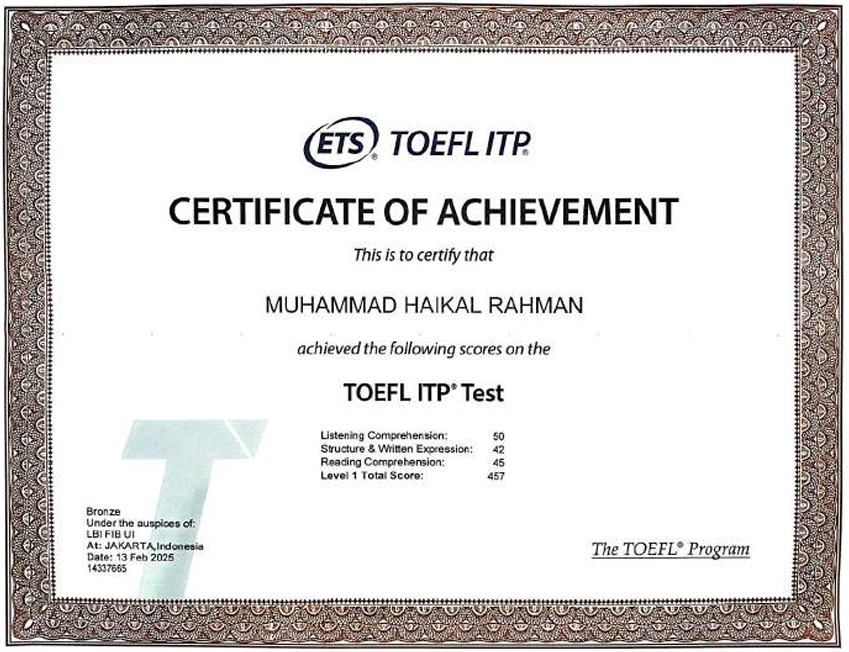 ETS® TOEFL ITP®
CERTIFICATE OF ACHIEVEMENT
This is to certify that
MUHAMMAD HAIKAL RAHMAN
achieved the following scores on the
TOEFL ITP® Test
Listening Comprehension: 50
Structure & Written Expression: 42
Reading Comprehension: 45
Level 1 Total Score: 457
Bronze
Under the auspices of:
LBI FIB UI
At: JAKARTA,Indonesia
Date: 13 Feb 2025
14337665
The TOEFL® Program